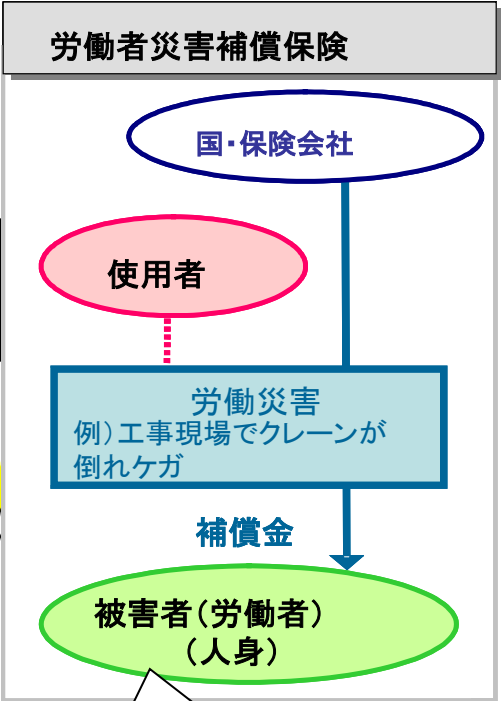 労働者災害補償保険
国・保険会社
使用者
労働災害
例）工事現場でクレーンが
倒れケガ
補償金
被害者（労働者）
（人身）